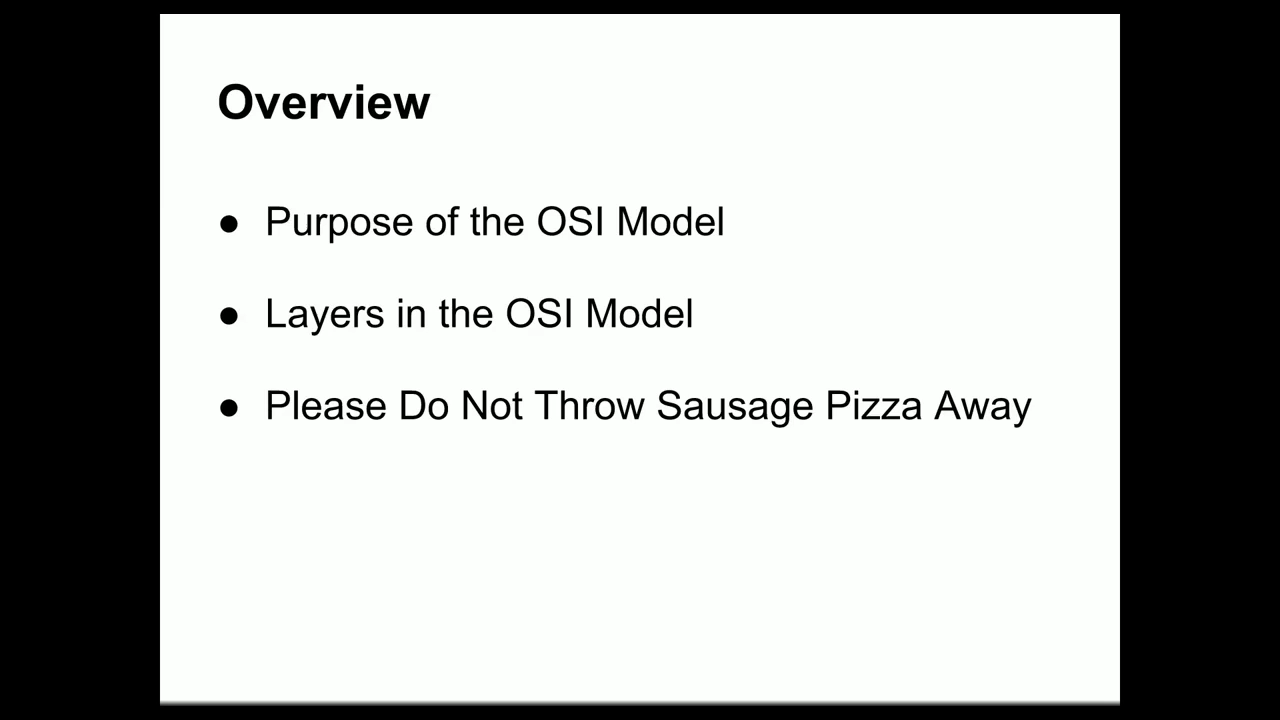 Overview
● Purpose of the OSI Model
● Layers in the OSI Model
● Please Do Not Throw Sausage Pizza Away